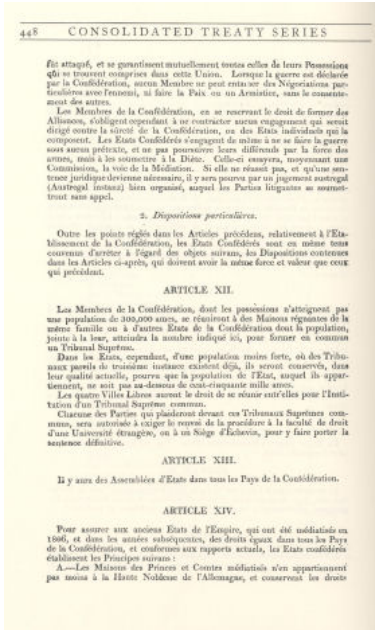 448 CONSOLIDATED TREATY SERIES
fût attaqué, et se garantissent mutuellement toutes celles de leurs Possessions
qui se trouvent comprises dans cette Union. Lorsque la guerre est déclarée
par la Confédération, aucun Membre ne peut entamer des Négociations par-
ticulières avec l'ennemi, ni faire la Paix ou un Armistice, sans le consente-
ment des autres.
Les Membres de la Confédération, en se reservant le droit de former des
Alliances, s'obligent cependant à ne contracter aucun engagement qui seroit
dirigé contre la sûreté de la Confédération, ou des Etats individuels qui la
composent. Les Etats Confédérés s'engagent de même à ne se faire la guerre
sous aucun prétexte, et ne pas poursuivre leurs différends par la force des
armes, mais à les soumettre à la Diète. Celle-ci essayera, moyennant une
Commission, la voie de la Médiation. Si elle ne réussit pas, et qu'une sen-
tence juridique devienne nécessaire, il y sera pourvu par un jugement austregal
(Austregal instanz) bien organisé, auquel les Parties litigantes se soumet-
tront sans appel.
2. Dispositions particulières.
Outre les points réglés dans les Articles précédens, relativement à l'Eta-
blissement de la Confédération, les Etats Confédérés sont en même tems
convenus d'arrêter à l'égard des objets suivans, les Dispositions contenues
dans les Articles ci-après, qui doivent avoir la même force et valeur que ceux
qui précèdent.
ARTICLE XII.
Les Membres de la Confédération, dont les possessions n'atteignent pas
une population de 300,000 ames, se réuniront à des Maisons régnantes de la
même famille ou à d'autres Etats de la Confédération dont la population,
jointe à la leur, atteindra le nombre indiqué ici, pour former en commun
un Tribunal Suprême.
Dans les Etats, cependant, d'une population moins forte, où des Tribu-
naux pareils de troisième instance existent déjà, ils seront conservés, dans
leur qualité actuelle, pourvu que la population de l'Etat, auquel ils appar-
tiennent, ne soit pas au-dessous de cent-cinquante mille ames.
Les quatre Villes Libres auront le droit de se réunir entr'elles pour l'Insti-
tution d'un Tribunal Suprême commun.
Chacune des Parties qui plaideront devant ces Tribunaux Suprêmes com-
muns, sera autorisée à exiger le renvoi de la procédure à la faculté de droit
d'une Université étrangère, ou à un Siège d'Échevin, pour y faire porter la
sentence définitive.
ARTICLE XIII.
Il y aura des Assemblées d'Etats dans tous les Pays de la Confédération.
ARTICLE XIV.
Pour assurer aux anciens Etats de l'Empire, qui ont été médiatisés en
1806, et dans les années subséquentes, des droits égaux dans tous les Pays
de la Confédération, et conformes aux rapports actuels, les Etats confédérés
établissent les Principes suivans :
A.—Les Maisons des Princes et Comtes médiatisés n'en appartiennent
pas moins à la Haute Noblesse de l'Allemagne, et conservent les droits